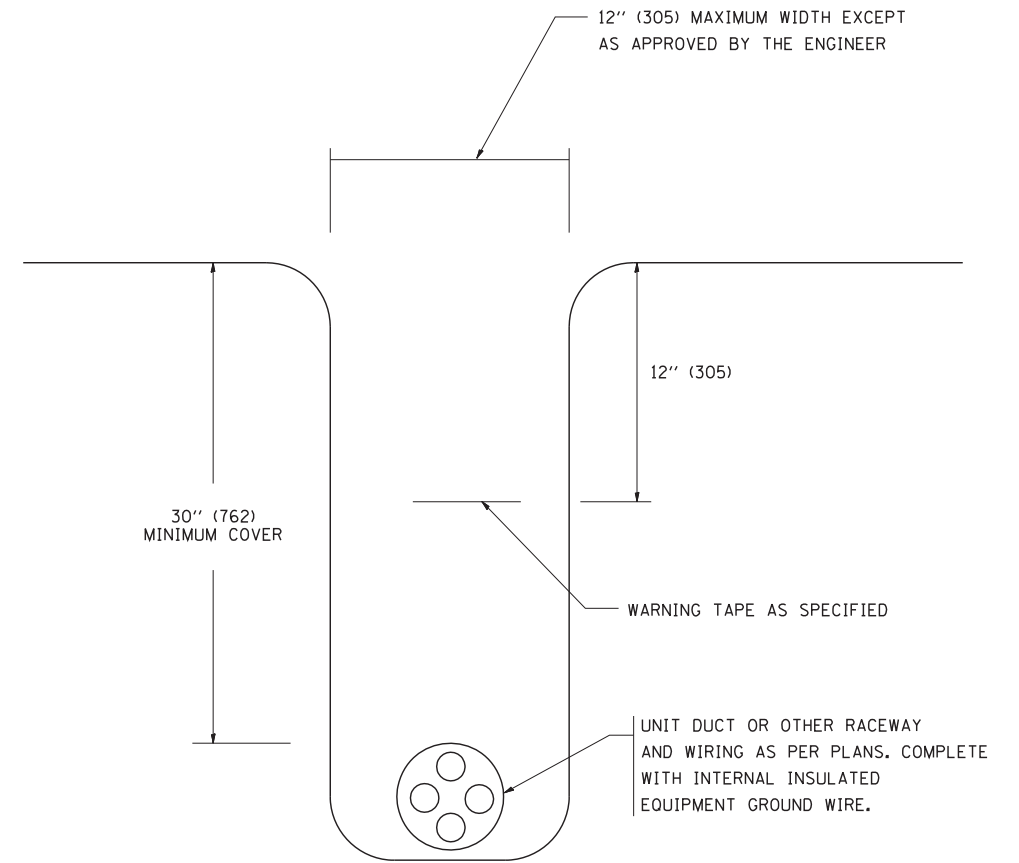 12'' (305) MAXIMUM WIDTH EXCEPT
AS APPROVED BY THE ENGINEER
12'' (305)
30'' (762)
MINIMUM COVER
WARNING TAPE AS SPECIFIED
UNIT DUCT OR OTHER RACEWAY
AND WIRING AS PER PLANS. COMPLETE
WITH INTERNAL INSULATED
EQUIPMENT GROUND WIRE.